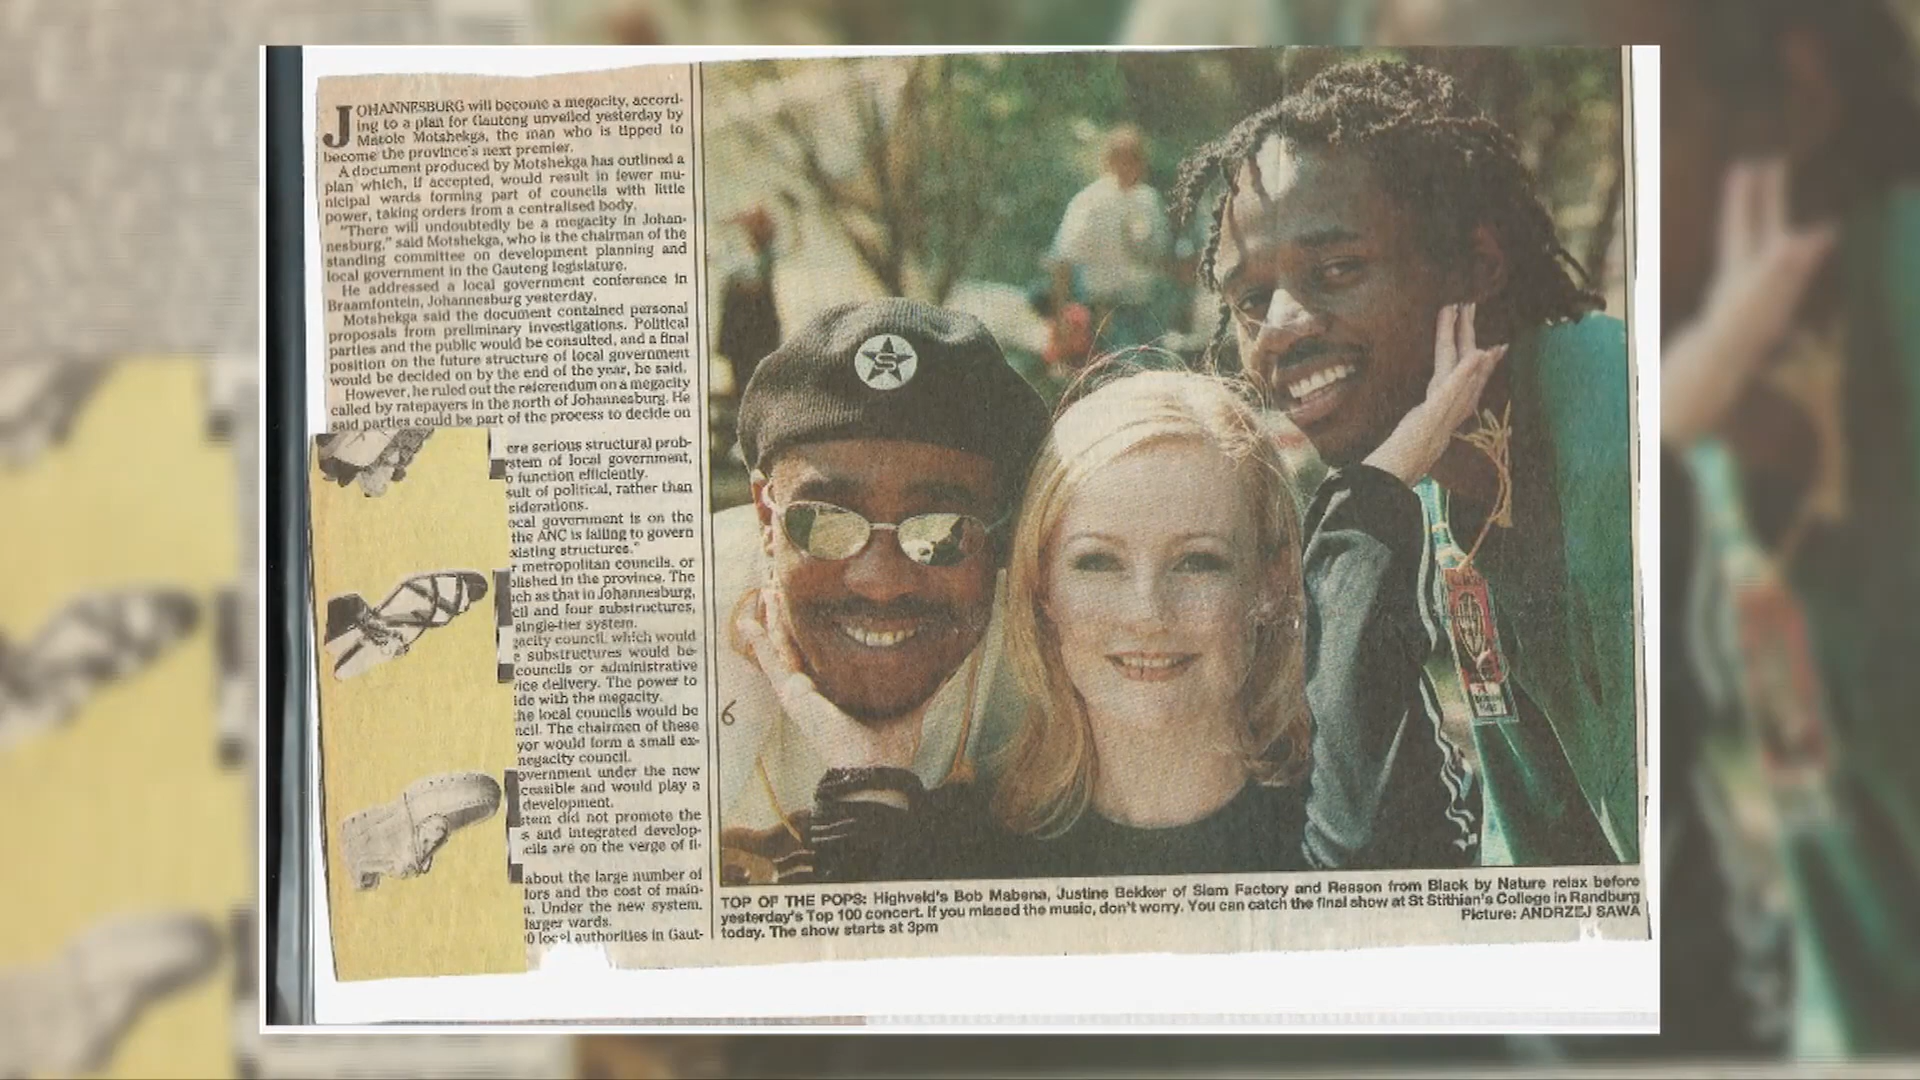 JOHANNESBURG will become a megacity, accord-
ing to a plan for Gauteng unveiled yesterday by
Matole Motshekga, the man who is tipped to
become the province's next premier.
A document produced by Motshekga has outlined a
plan which, if accepted, would result in fewer mu-
nicipal wards forming part of councils with little
power, taking orders from a centralised body.
"There will undoubtedly be a megacity in Johan-
nesburg," said Motshekga, who is the chairman of the
standing committee on development planning and
local government in the Gauteng legislature.
He addressed a local government conference in
Braamfontein, Johannesburg yesterday.
Motshekga said the document contained personal
proposals from preliminary investigations. Political
parties and the public would be consulted, and a final
position on the future structure of local government
would be decided on by the end of the year, he said.
However, he ruled out the referendum on a megacity
called by ratepayers in the north of Johannesburg. He
said parties could be part of the process to decide on
ere serious structural prob-
ystem of local government,
o function efficiently.
sult of political, rather than
siderations.
ocal government is on the
the ANC is failing to govern
xisting structures."
r metropolitan councils, or
blished in the province. The
uch as that in Johannesburg,
cil and four substructures,
single-tier system.
gacity council, which would
e substructures would be-
councils or administrative
vice delivery. The power to
ide with the megacity.
he local councils would be
ncil. The chairmen of these
yor would form a small ex-
negacity council.
overnment under the new
cessible and would play a
development.
stem did not promote the
s and integrated develop-
cils are on the verge of fi-
about the large number of
lors and the cost of main-
n. Under the new system,
larger wards.
0 local authorities in Gaut-
S
6
TOP OF THE POPS: Highveld's Bob Mabena, Justine Bekker of Slam Factory and Reason from Black by Nature relax before
yesterday's Top 100 concert. If you missed the music, don't worry. You can catch the final show at St Stithian's College in Randburg
today. The show starts at 3pm
Picture: ANDRZEJ SAWA